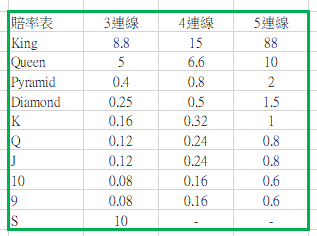 賠率表 3連線 4連線 5連線
King 8.8 15 88
Queen 5 6.6 10
Pyramid 0.4 0.8 2
Diamond 0.25 0.5 1.5
K 0.16 0.32 1
Q 0.12 0.24 0.8
J 0.12 0.24 0.8
10 0.08 0.16 0.6
9 0.08 0.16 0.6
S 10 - -